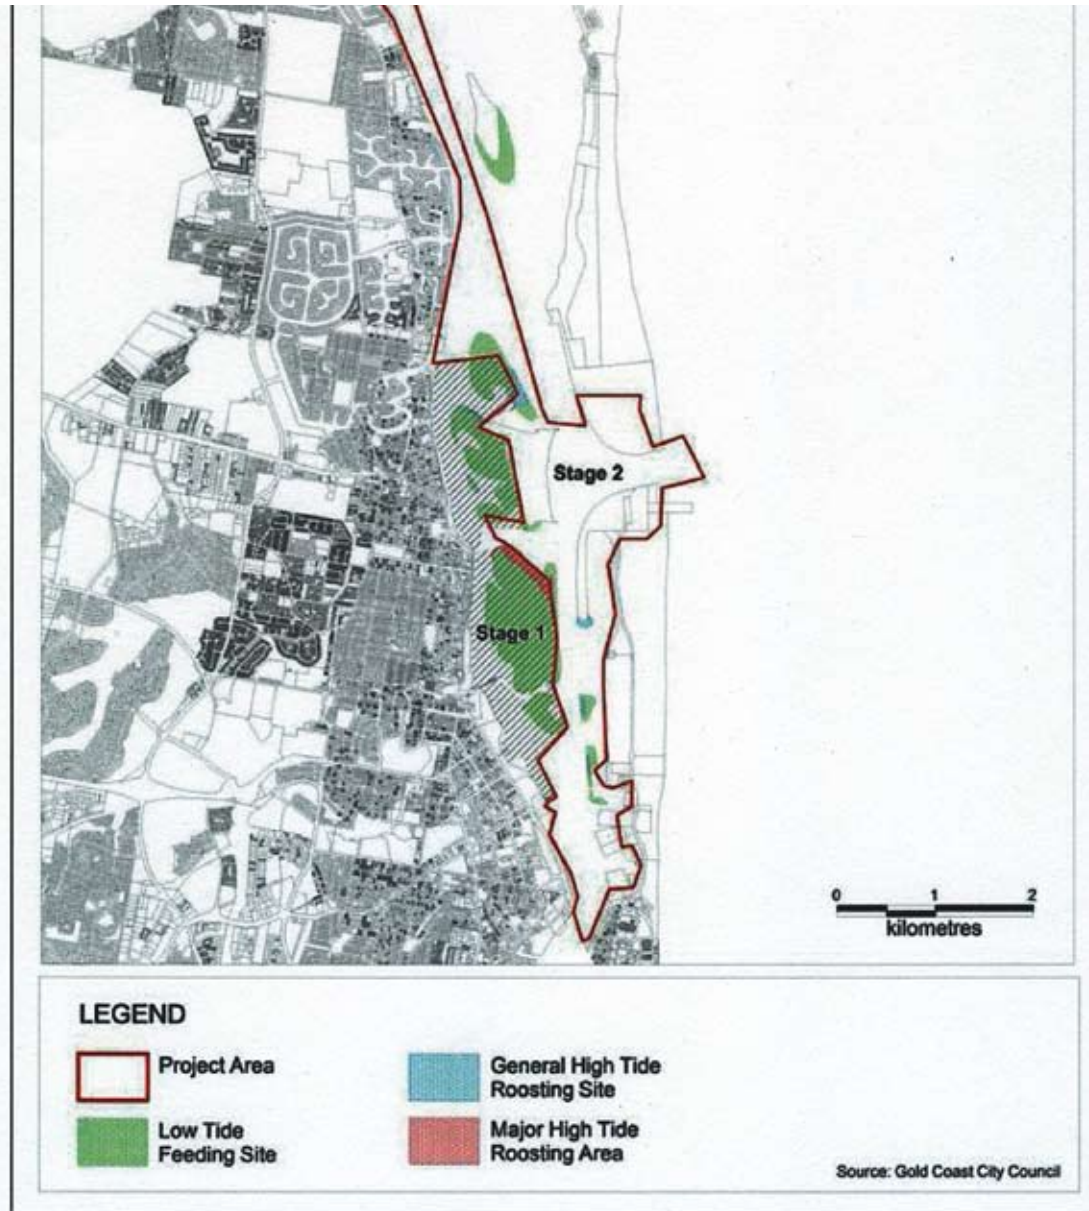 Stage 2
Stage 1
0 1 2
kilometres
LEGEND
Project Area
Low Tide
Feeding Site
General High Tide
Roosting Site
Major High Tide
Roosting Area
Source: Gold Coast City Council